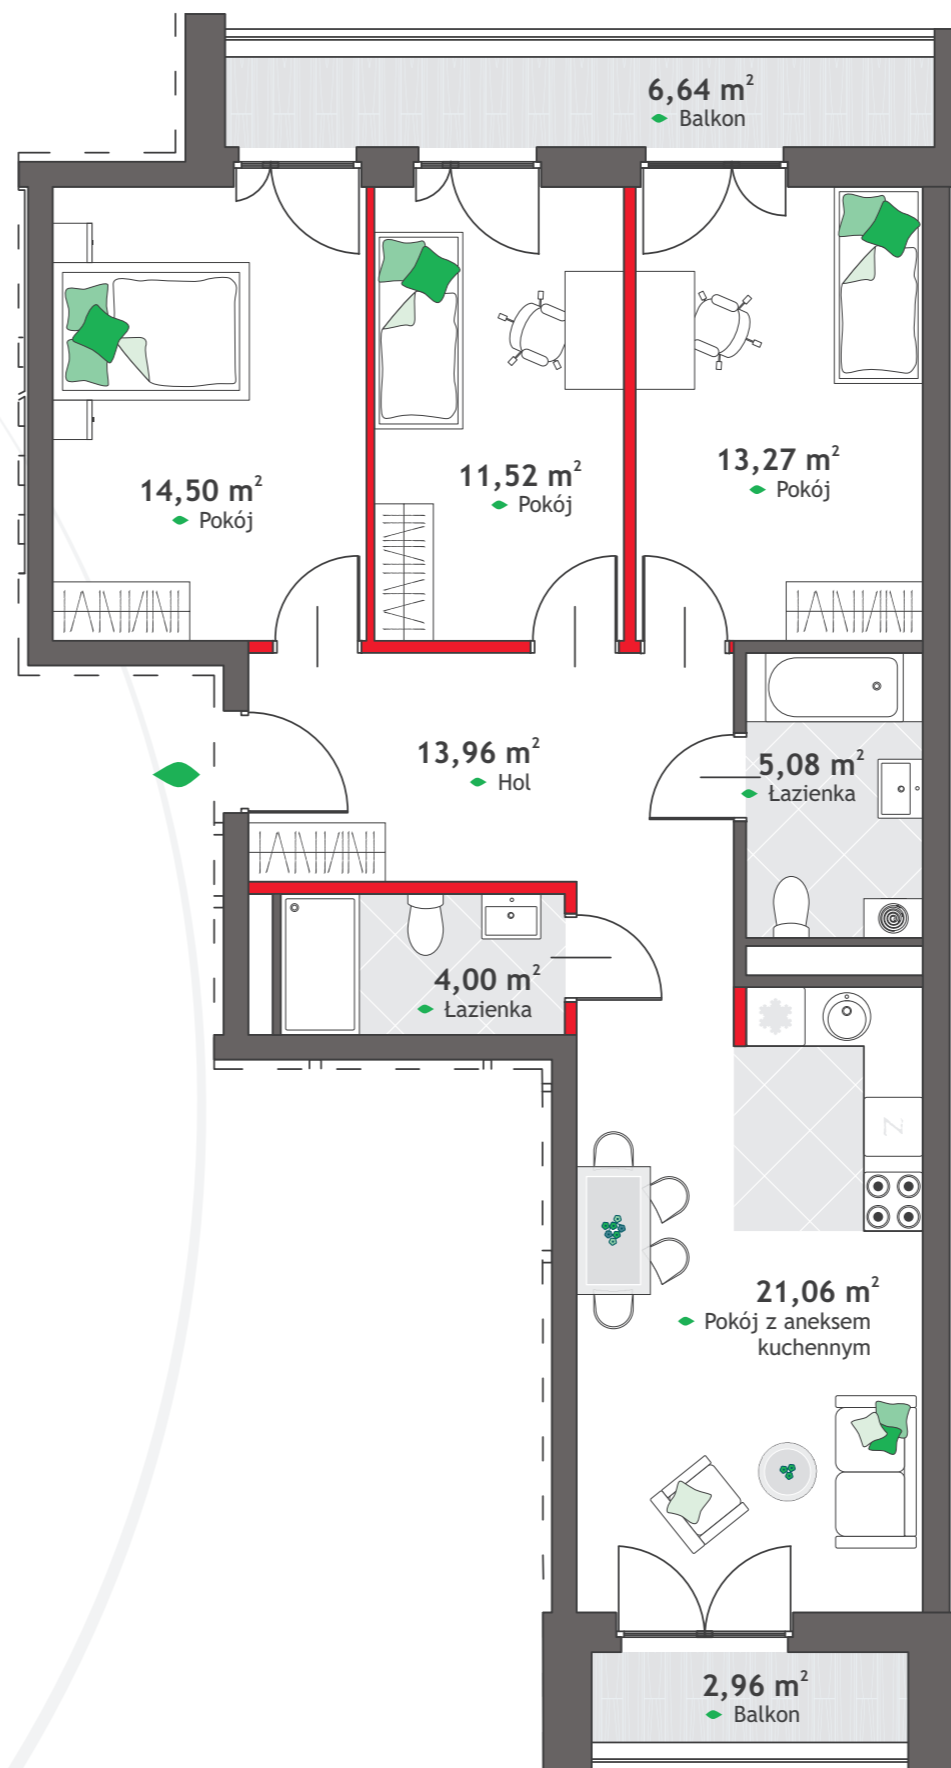 6,64 m²
Balkon
14,50 m²
Pokój
11,52 m²
Pokój
13,27 m²
Pokój
13,96 m²
Hol
5,08 m²
Łazienka
4,00 m²
Łazienka
Z
21,06 m²
Pokój z aneksem
kuchennym
2,96 m²
Balkon